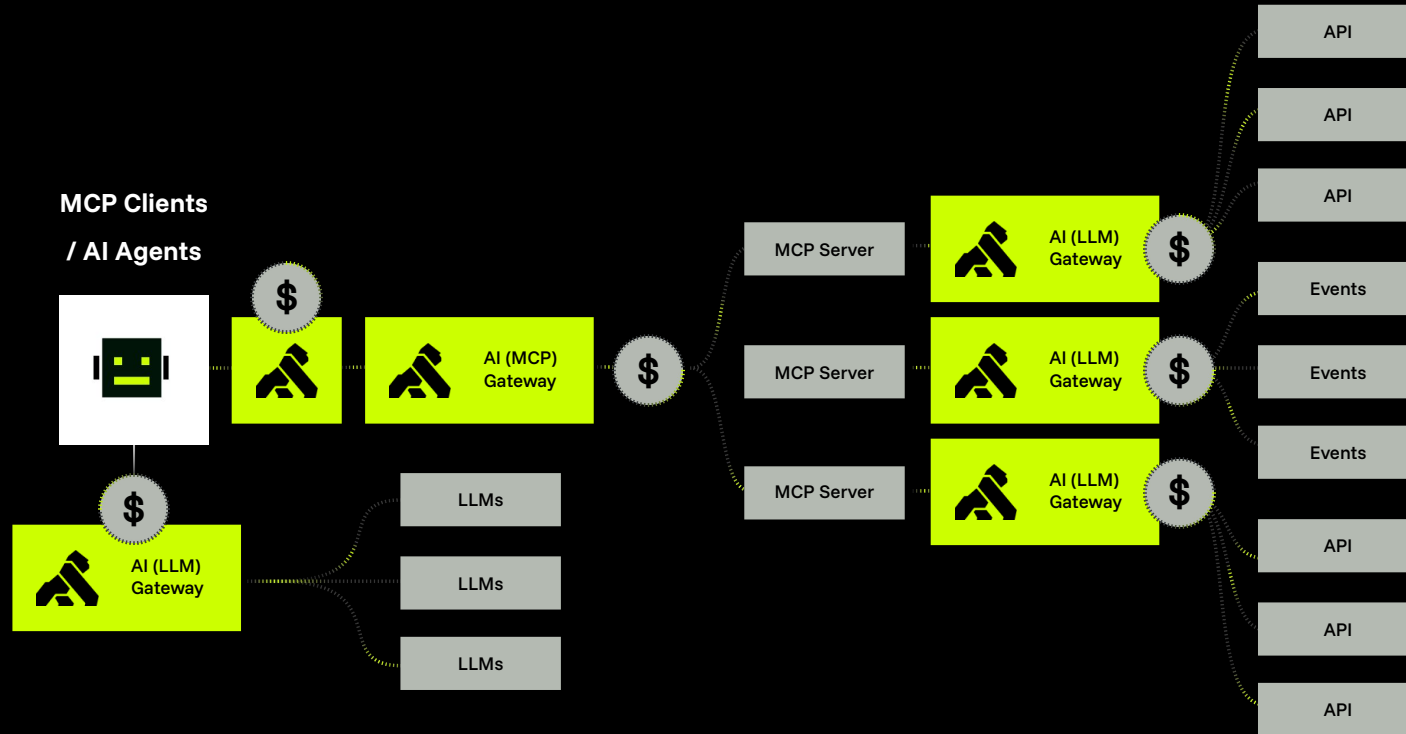 MCP Clients
/ AI Agents
$
AI (MCP)
Gateway
$
$
AI (LLM)
Gateway
LLMs
LLMs
LLMs
MCP Server
MCP Server
MCP Server
AI (LLM)
Gateway
$
AI (LLM)
Gateway
$
AI (LLM)
Gateway
$
API
API
API
Events
Events
Events
API
API
API